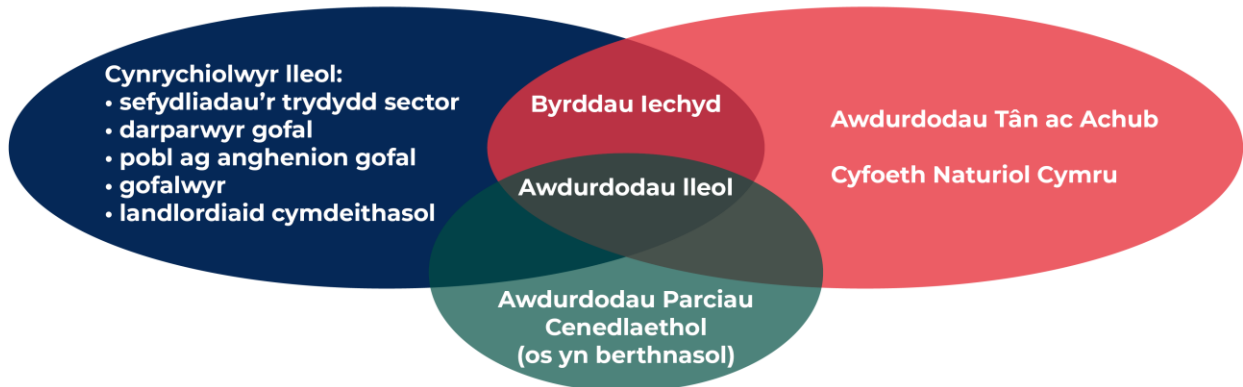 Cynrychiolwyr lleol:
• sefydliadau’r trydydd sector
• darparwyr gofal
• pobl ag anghenion gofal
• gofalwyr
• landlordiaid cymdeithasol
Byrddau Iechyd
Awdurdodau lleol
Awdurdodau Tân ac Achub
Cyfoeth Naturiol Cymru
Awdurdodau Parciau
Cenedlaethol
(os yn berthnasol)